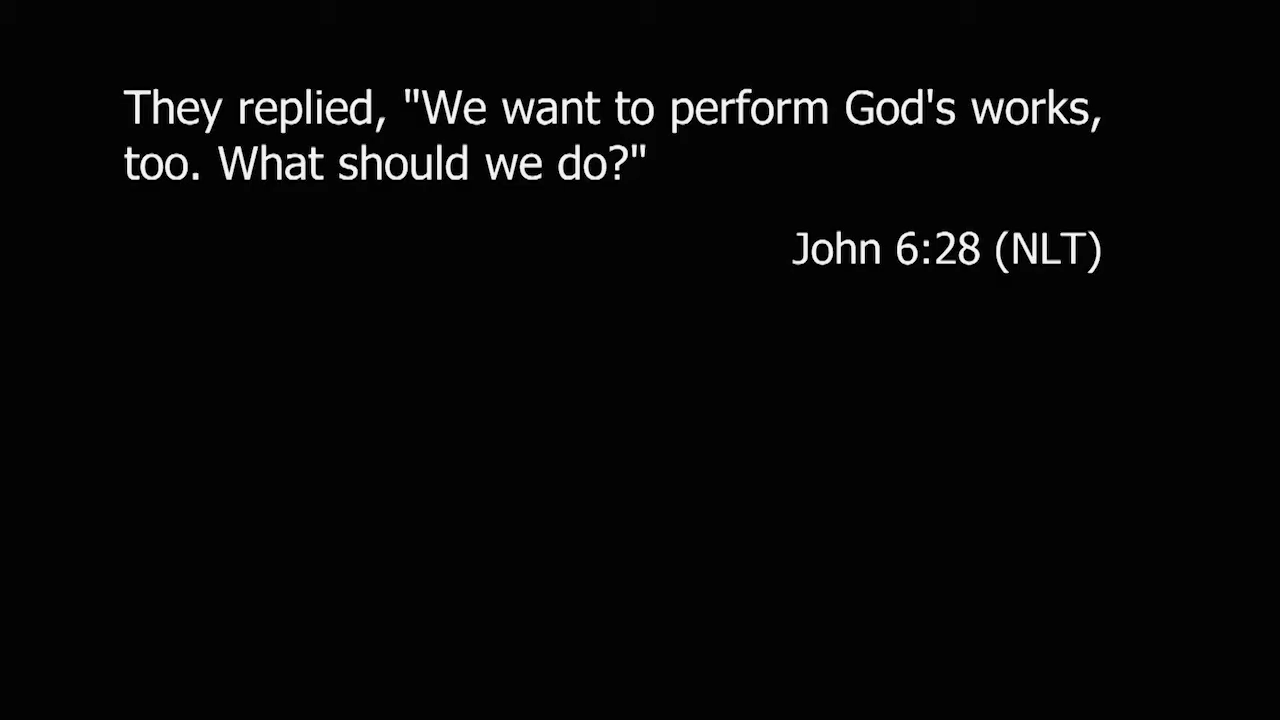 They replied, "We want to perform God's works,
too. What should we do?"
John 6:28 (NLT)